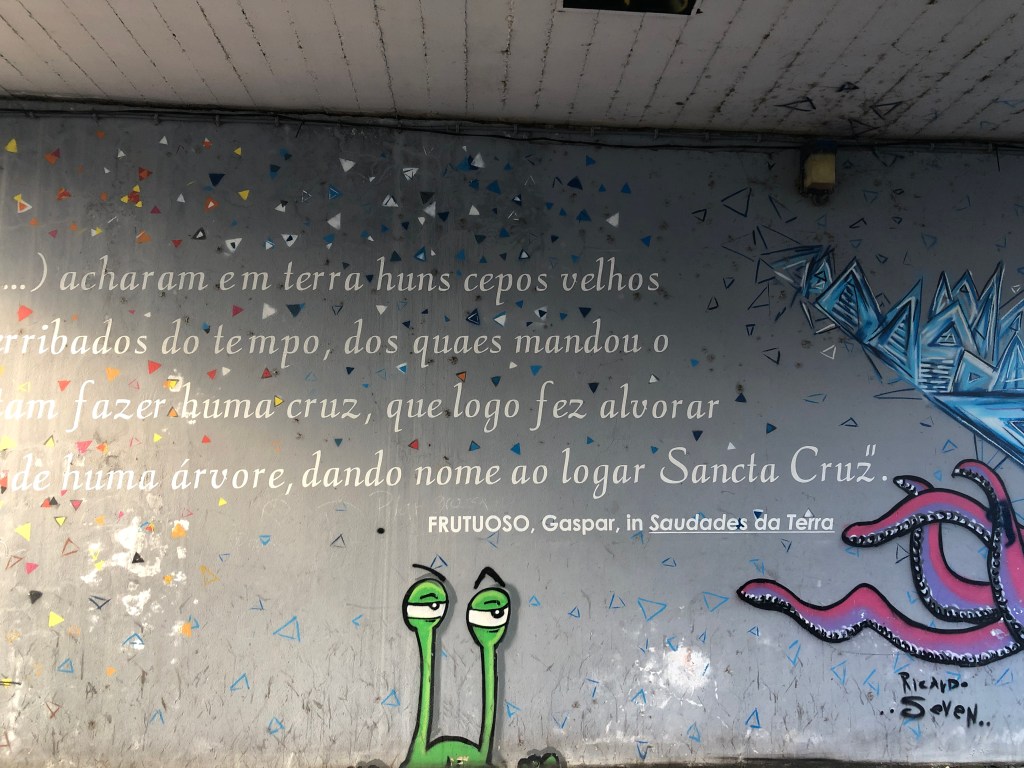 ...) acharam em terra huns cepos velhos
rribados do tempo, dos quaes mandou o
tam fazer huma cruz, que logo fez alvorar
de huma árvore, dando nome ao logar Sancta Cruz".
FRUTUOSO, Gaspar, in Saudades da Terra
RICARDO
..SEVEN..